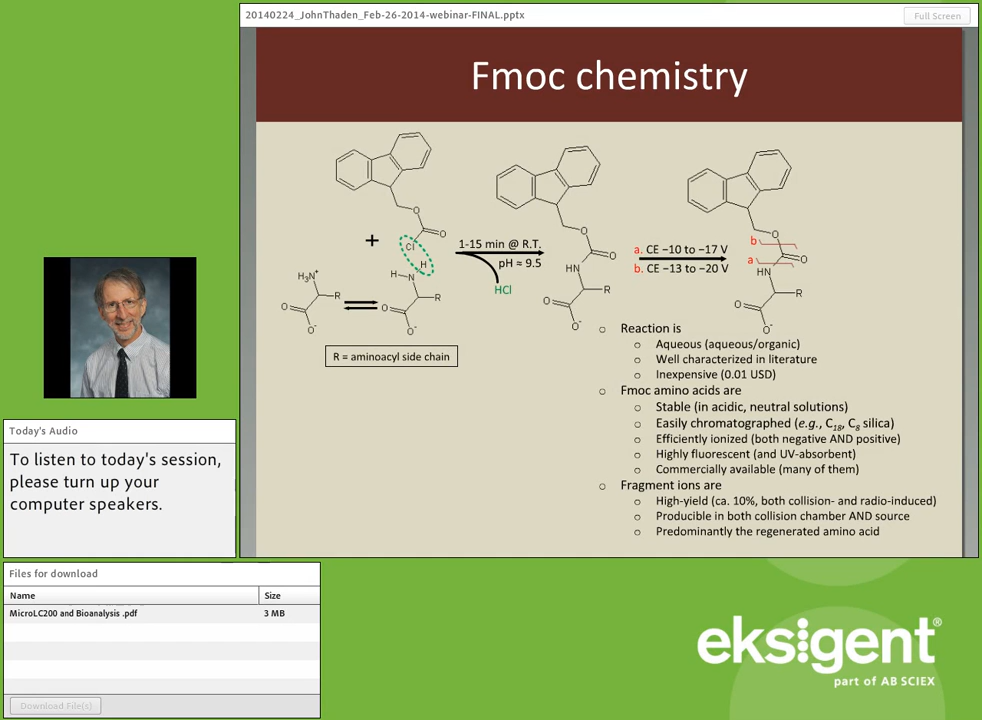 20140224_JohnThaden_Feb-26-2014-webinar-FINAL.pptx
Full Screen
Fmoc chemistry
O
O
Cl
+
H
H₃N⁺
H-N
R
R
O
O⁻
O
O⁻
R = aminoacyl side chain
1-15 min @ R.T.
pH ≈ 9.5
HCl
O
O
HN
R
O
O⁻
a. CE −10 to −17 V
b. CE −13 to −20 V
O
b
O
a
HN
R
O
O⁻
o Reaction is
o Aqueous (aqueous/organic)
o Well characterized in literature
o Inexpensive (0.01 USD)
o Fmoc amino acids are
o Stable (in acidic, neutral solutions)
o Easily chromatographed (e.g., C₁₈, C₈ silica)
o Efficiently ionized (both negative AND positive)
o Highly fluorescent (and UV-absorbent)
o Commercially available (many of them)
o Fragment ions are
o High-yield (ca. 10%, both collision- and radio-induced)
o Producible in both collision chamber AND source
o Predominantly the regenerated amino acid
Today's Audio
To listen to today's session,
please turn up your
computer speakers.
Files for download
Name Size
MicroLC200 and Bioanalysis .pdf 3 MB
Download File(s)
eksigent®
part of AB SCIEX